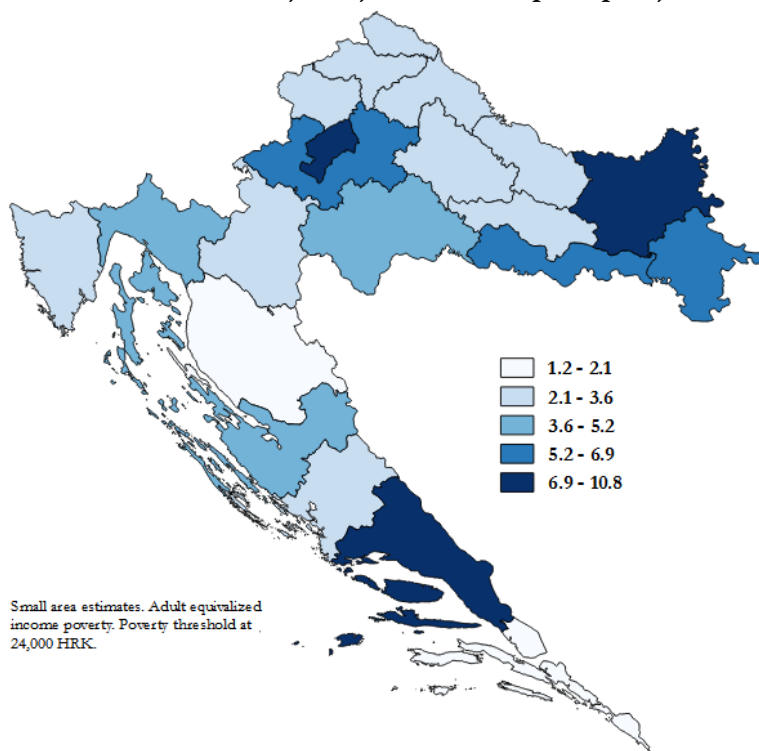 1.2 - 2.1
2.1 - 3.6
3.6 - 5.2
5.2 - 6.9
6.9 - 10.8
Small area estimates. Adult equivalized
income poverty. Poverty threshold at
24,000 HRK.